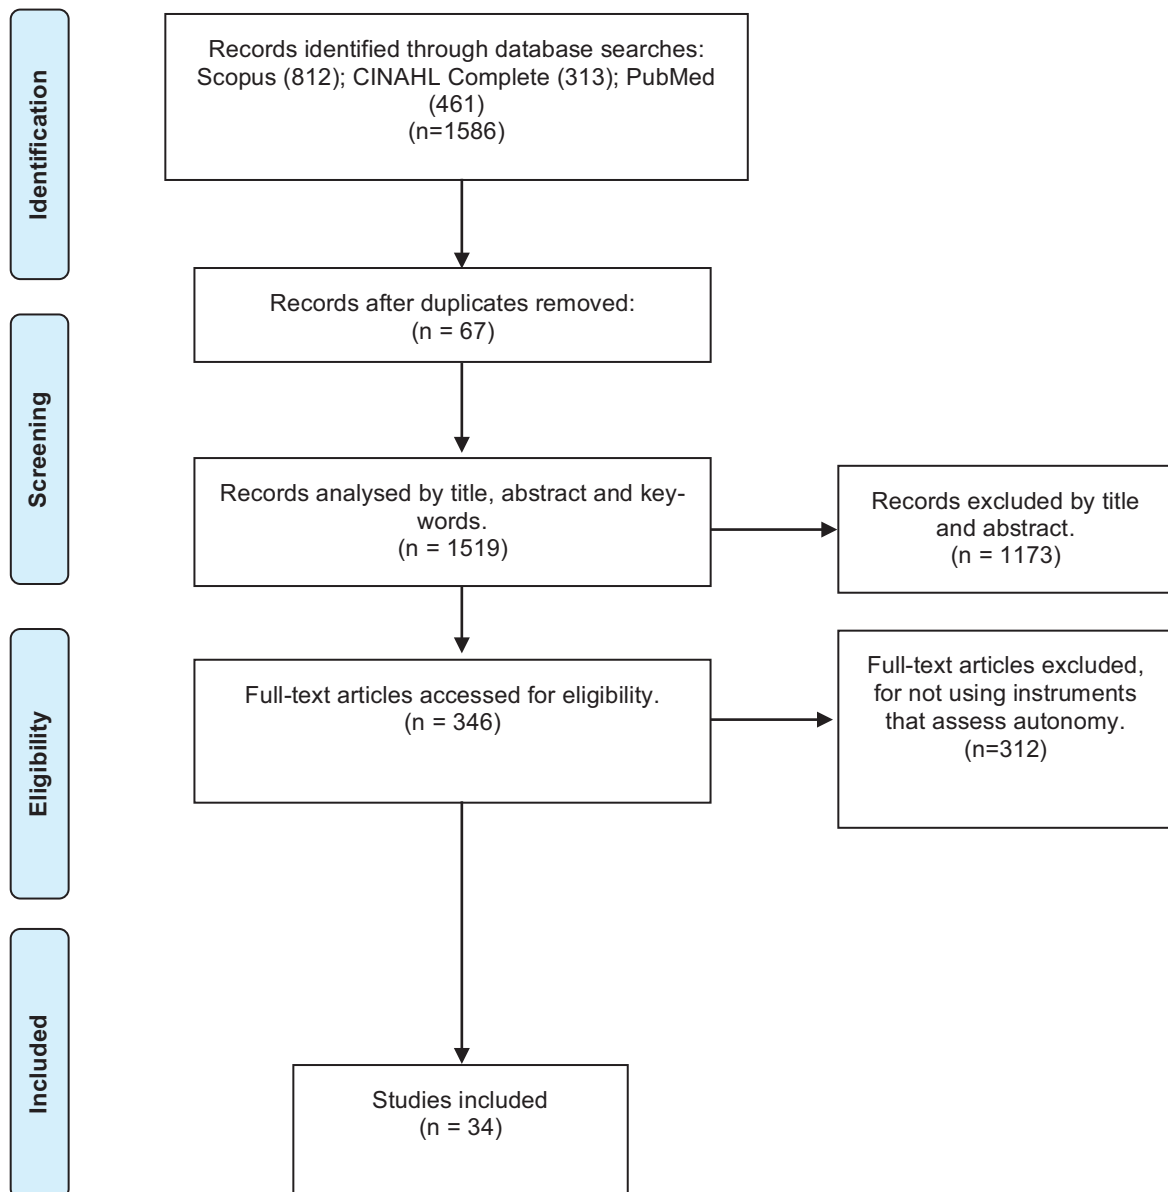 Identification
Records identified through database searches:
Scopus (812); CINAHL Complete (313); PubMed
(461)
(n=1586)
Records after duplicates removed:
(n = 67)
Screening
Records analysed by title, abstract and key-
words.
(n = 1519)
Records excluded by title
and abstract.
(n = 1173)
Eligibility
Full-text articles accessed for eligibility.
(n = 346)
Full-text articles excluded,
for not using instruments
that assess autonomy.
(n=312)
Included
Studies included
(n = 34)